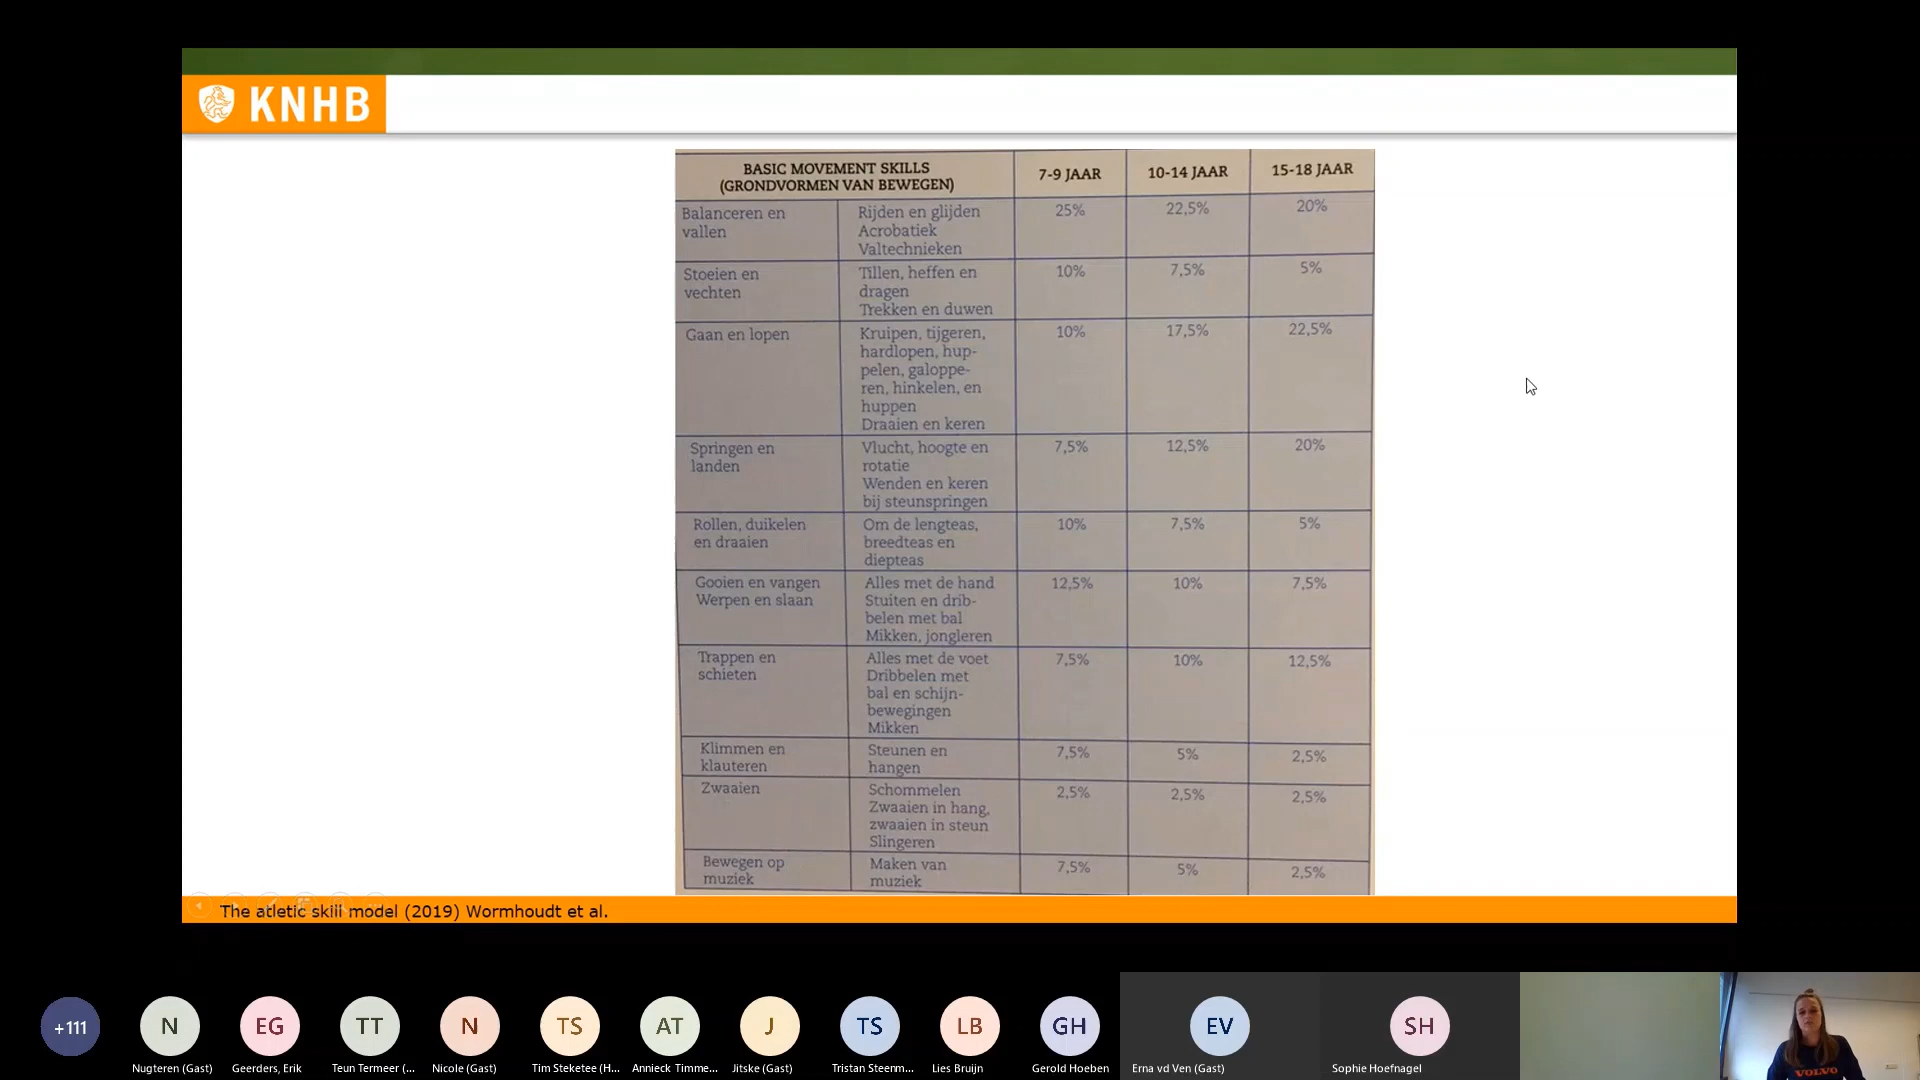 KNHB
BASIC MOVEMENT SKILLS
(GRONDVORMEN VAN BEWEGEN)
7-9 JAAR
10-14 JAAR
15-18 JAAR
Balanceren en
vallen
Rijden en glijden
Acrobatiek
Valtechnieken
25%
22,5%
20%
Stoeien en
vechten
Tillen, heffen en
dragen
Trekken en duwen
10%
7,5%
5%
Gaan en lopen
Kruipen, tijgeren,
hardlopen, hup-
pelen, galoppe-
ren, hinkelen, en
huppen
Draaien en keren
10%
17,5%
22,5%
Springen en
landen
Vlucht, hoogte en
rotatie
Wenden en keren
bij steunspringen
7,5%
12,5%
20%
Rollen, duikelen
en draaien
Om de lengteas,
breedteas en
diepteas
10%
7,5%
5%
Gooien en vangen
Werpen en slaan
Alles met de hand
Stuiten en drib-
belen met bal
Mikken, jongleren
12,5%
10%
7,5%
Trappen en
schieten
Alles met de voet
Dribbelen met
bal en schijn-
bewegingen
Mikken
7,5%
10%
12,5%
Klimmen en
klauteren
Steunen en
hangen
7,5%
5%
2,5%
Zwaaien
Schommelen
Zwaaien in hang,
zwaaien in steun
Slingeren
2,5%
2,5%
2,5%
Bewegen op
muziek
Maken van
muziek
7,5%
5%
2,5%
The atletic skill model (2019) Wormhoudt et al.
+111
N
EG
TT
N
TS
AT
J
TS
LB
GH
EV
SH
Nugteren (Gast)
Geerders, Erik
Teun Termeer (...
Nicole (Gast)
Tim Steketee (H...
Annieck Timme...
Jitske (Gast)
Tristan Steenm...
Lies Bruijn
Gerold Hoeben
Erna vd Ven (Gast)
Sophie Hoefnagel
VOLVO